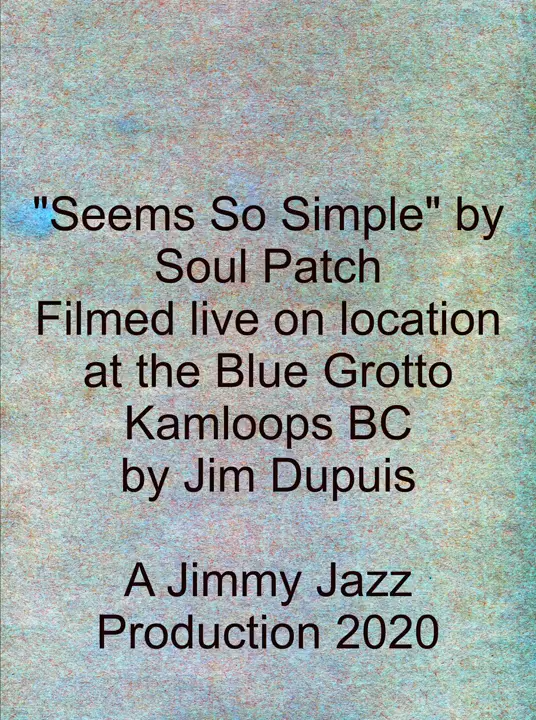 "Seems So Simple" by
Soul Patch
Filmed live on location
at the Blue Grotto
Kamloops BC
by Jim Dupuis
A Jimmy Jazz
Production 2020